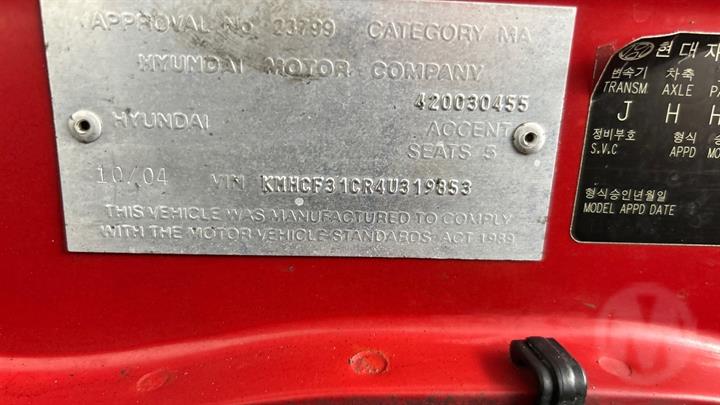 APPROVAL No. 23799 CATEGORY MA
HYUNDAI MOTOR COMPANY
420030455
HYUNDAI ACCENT
SEATS 5
10/04 VIN KMHCF31CR4U319853
THIS VEHICLE WAS MANUFACTURED TO COMPLY
WITH THE MOTOR VEHICLE STANDARDS ACT 1989
현대자
변속기 차축
TRANSM AXLE
J H H
정비부호 형식
S.V.C APPD
형식승인년월일
MODEL APPD DATE
M